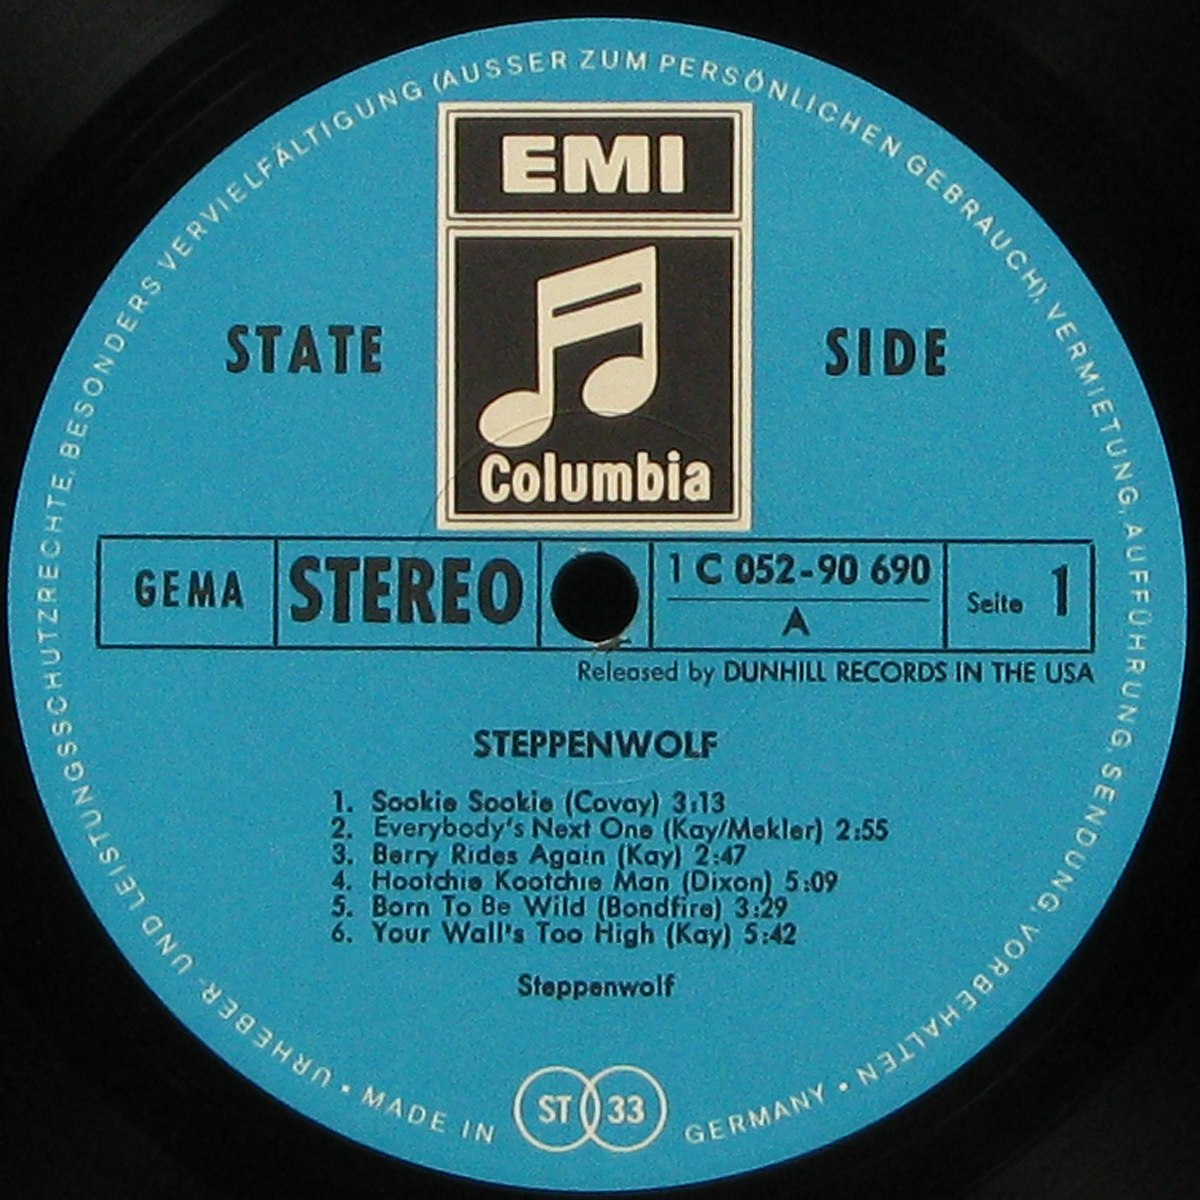 URHEBER- UND LEISTUNGSSCHUTZRECHTE, BESONDERS VERVIELFÄLTIGUNG (AUSSER ZUM PERSÖNLICHEN GEBRAUCH), VERMIETUNG, AUFFÜHRUNG, SENDUNG, VORBEHALTEN • 
EMI
STATE SIDE
Columbia
GEMA STEREO 1 C 052-90 690 Seite 1
A
Released by DUNHILL RECORDS IN THE USA
STEPPENWOLF
1. Sookie Sookie (Covay) 3:13
2. Everybody's Next One (Kay/Mekler) 2:55
3. Berry Rides Again (Kay) 2:47
4. Hootchie Kootchie Man (Dixon) 5:09
5. Born To Be Wild (Bondfire) 3:29
6. Your Wall's Too High (Kay) 5:42
Steppenwolf
• MADE IN ST 33 GERMANY